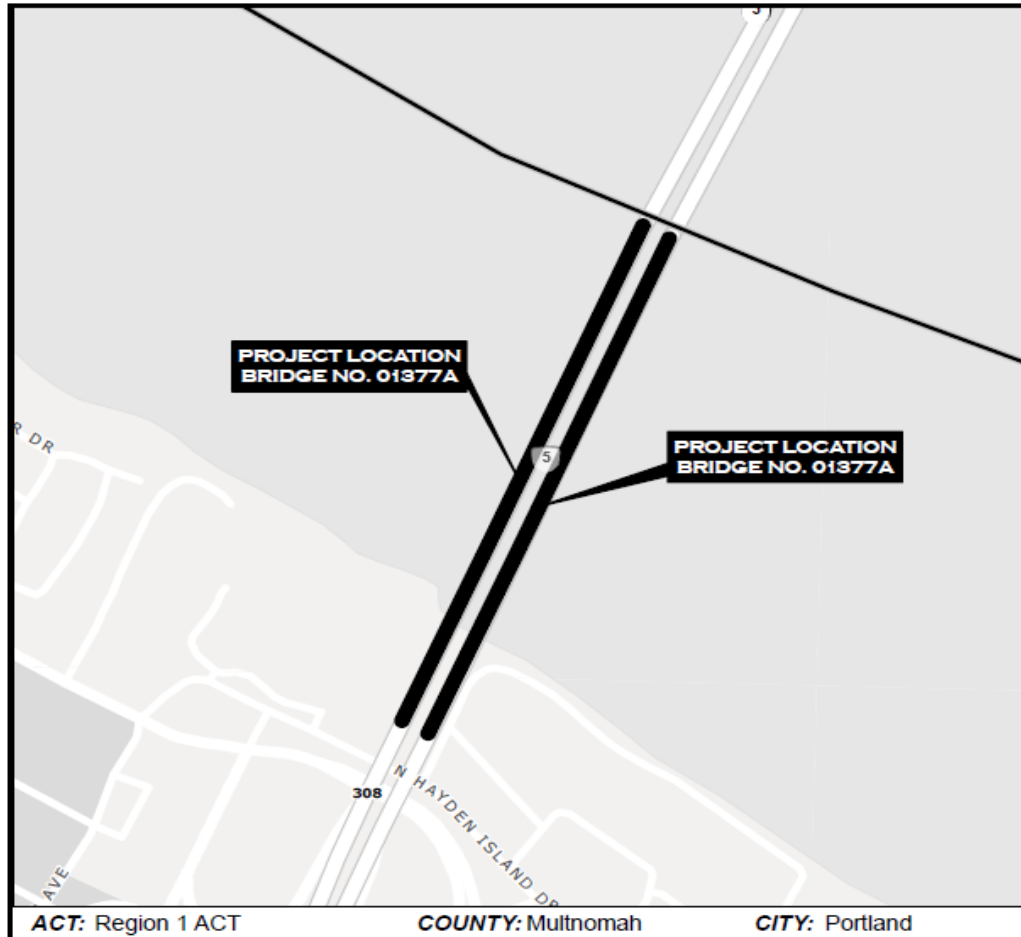 5
PROJECT LOCATION
BRIDGE NO. 01377A
R DR
5
PROJECT LOCATION
BRIDGE NO. 01377A
308
N HAYDEN ISLAND DR
AVE
ACT: Region 1 ACT COUNTY: Multnomah CITY: Portland